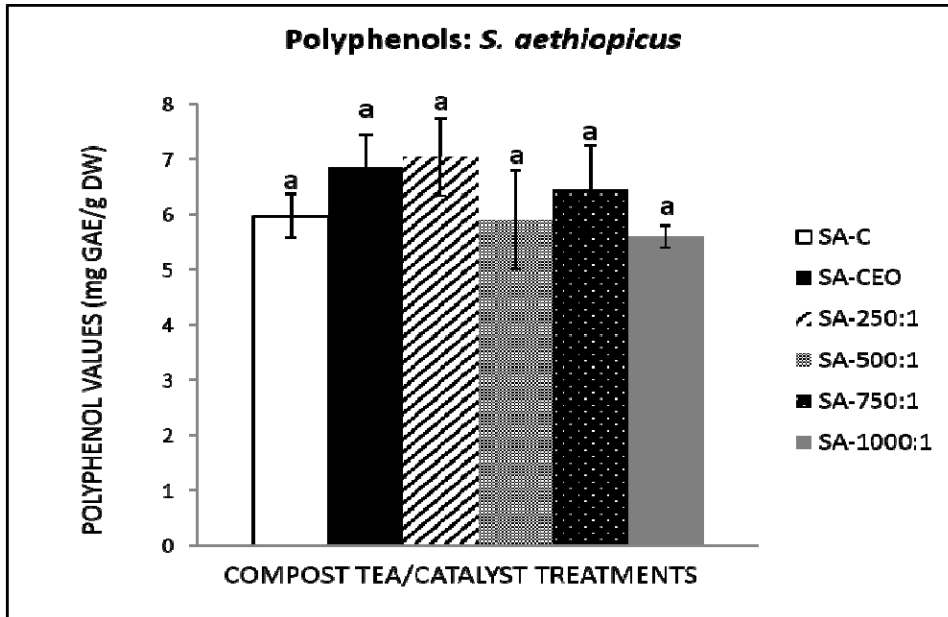 Polyphenols: S. aethiopicus
POLYPHENOL VALUES (mg GAE/g DW)
8
7
6
5
4
3
2
1
0
a
a
a
a
a
a
COMPOST TEA/CATALYST TREATMENTS
SA-C
SA-CEO
SA-250:1
SA-500:1
SA-750:1
SA-1000:1